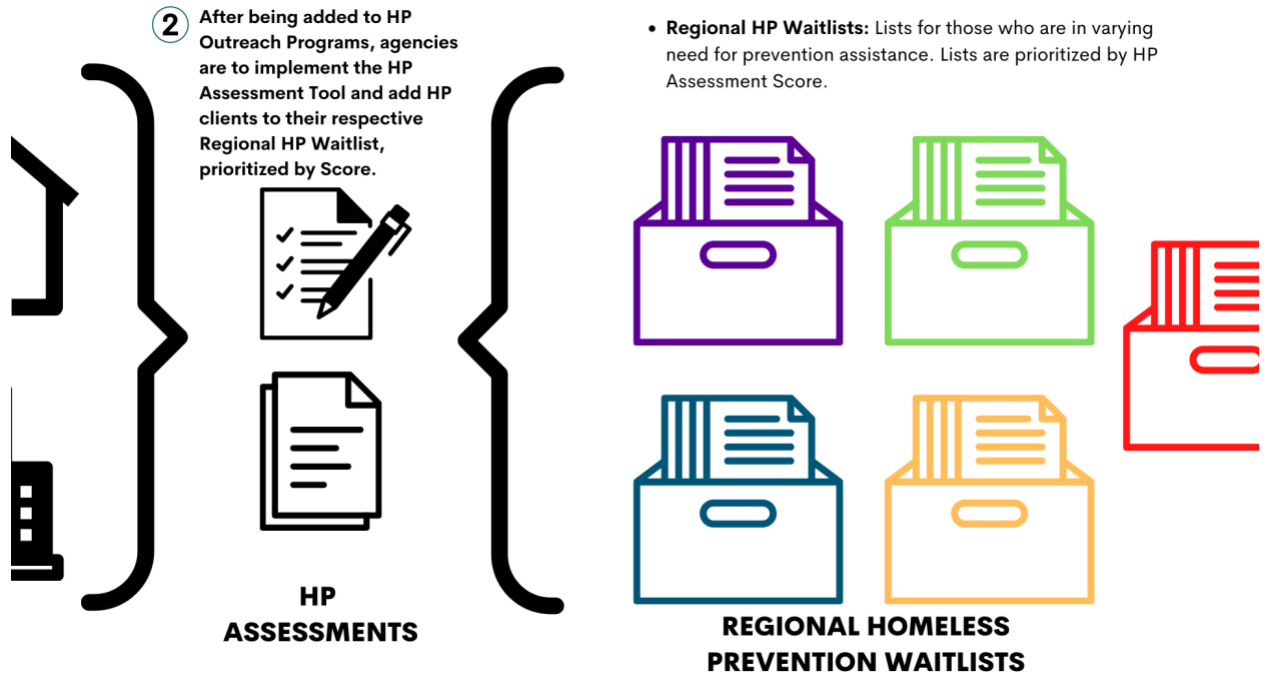 2
After being added to HP
Outreach Programs, agencies
are to implement the HP
Assessment Tool and add HP
clients to their respective
Regional HP Waitlist,
prioritized by Score.
HP
ASSESSMENTS
• Regional HP Waitlists: Lists for those who are in varying
need for prevention assistance. Lists are prioritized by HP
Assessment Score.
REGIONAL HOMELESS
PREVENTION WAITLISTS